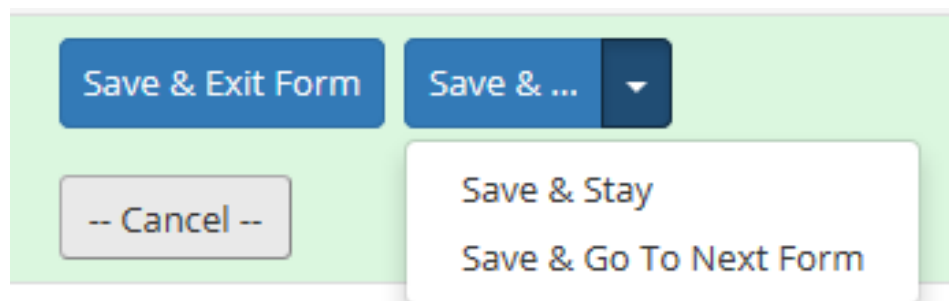 Save & Exit Form
Save & ...
-- Cancel --
Save & Stay
Save & Go To Next Form